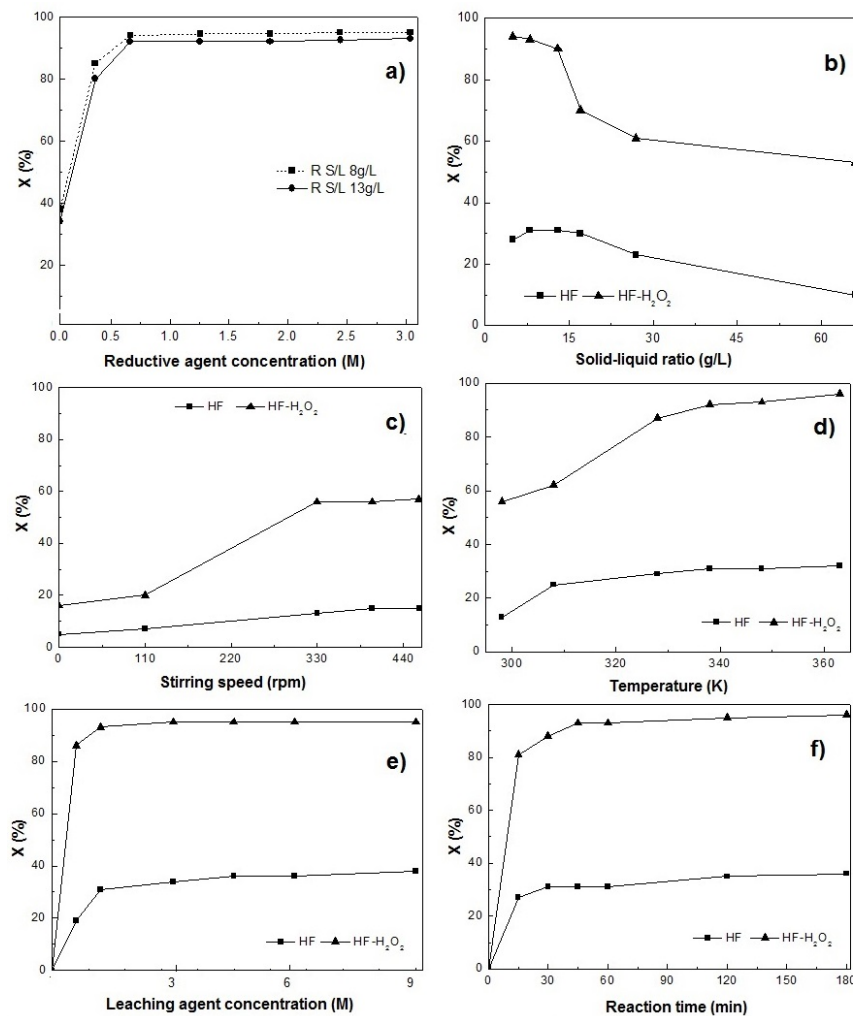 a)
X (%)
100
80
60
40
20
R S/L 8g/L
R S/L 13g/L
0.0 0.5 1.0 1.5 2.0 2.5 3.0
Reductive agent concentration (M)
b)
X (%)
100
80
60
40
20
0
HF HF-H₂O₂
0 15 30 45 60
Solid-liquid ratio (g/L)
c)
X (%)
100
80
60
40
20
0
HF HF-H₂O₂
0 110 220 330 440
Stirring speed (rpm)
d)
X (%)
100
80
60
40
20
0
HF HF-H₂O₂
300 320 340 360
Temperature (K)
e)
X (%)
100
80
60
40
20
0
HF HF-H₂O₂
3 6 9
Leaching agent concentration (M)
f)
X (%)
100
80
60
40
20
0
HF HF-H₂O₂
0 30 60 90 120 150 180
Reaction time (min)